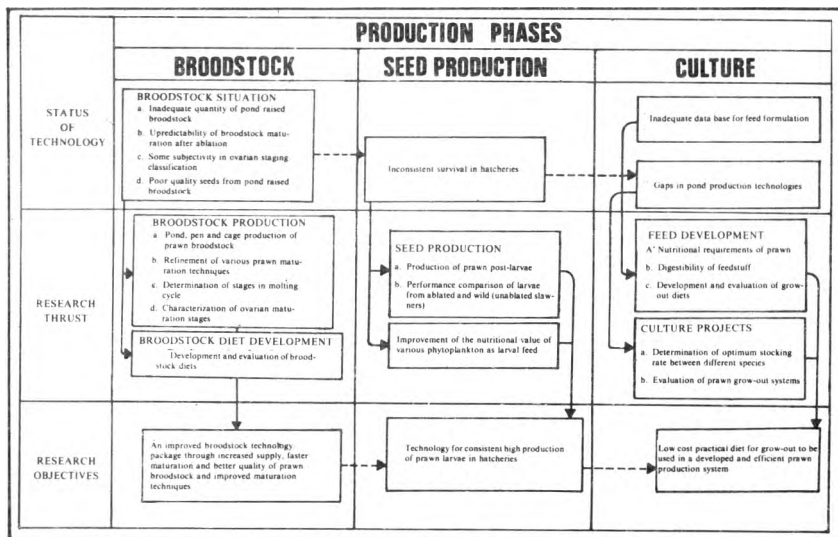 PRODUCTION PHASES
BROODSTOCK
SEED PRODUCTION
CULTURE
STATUS
OF
TECHNOLOGY
BROODSTOCK SITUATION
a. Inadequate quantity of pond raised
broodstock
b. Upredictability of broodstock matu-
ration after ablation
c. Some subjectivity in ovarian staging
classification
d. Poor quality seeds from pond raised
broodstock
Inconsistent survival in hatcheries
Inadequate data base for feed formulation
Gaps in pond production technologies
RESEARCH
THRUST
BROODSTOCK PRODUCTION
a Pond, pen and cage production of
prawn broodstock
b. Refinement of various prawn matu-
ration techniques
c. Determination of stages in molting
cycle
d. Characterization of ovarian matu-
ration stages
BROODSTOCK DIET DEVELOPMENT
Development and evaluation of brood-
stock diets
SEED PRODUCTION
a. Production of prawn post-larvae
b. Performance comparison of larvae
from ablated and wild (unablated slaw-
ners)
Improvement of the nutritional value of
various phytoplankton as larval feed
FEED DEVELOPMENT
A' Nutritional requirements of prawn
b. Digestibility of feedstuff
c. Development and evaluation of grow-
out diets
CULTURE PROJECTS
a. Determination of optimum stocking
rate between different species
b. Evaluation of prawn grow-out systems
RESEARCH
OBJECTIVES
An improved broodstock technology
package through increased supply, faster
maturation and better quality of prawn
broodstock and improved maturation
techniques
Technology for consistent high production
of prawn larvae in hatcheries
Low cost practical diet for grow-out to be
used in a developed and efficient prawn
production system